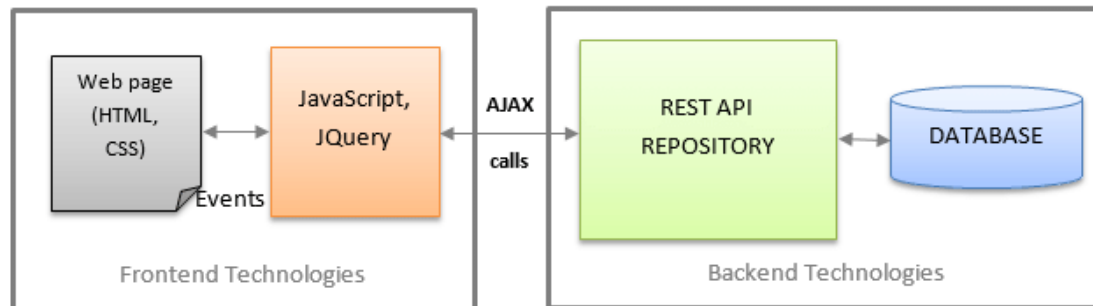 Web page
(HTML,
CSS)
Events
JavaScript,
JQuery
AJAX
calls
REST API
REPOSITORY
DATABASE
Frontend Technologies
Backend Technologies